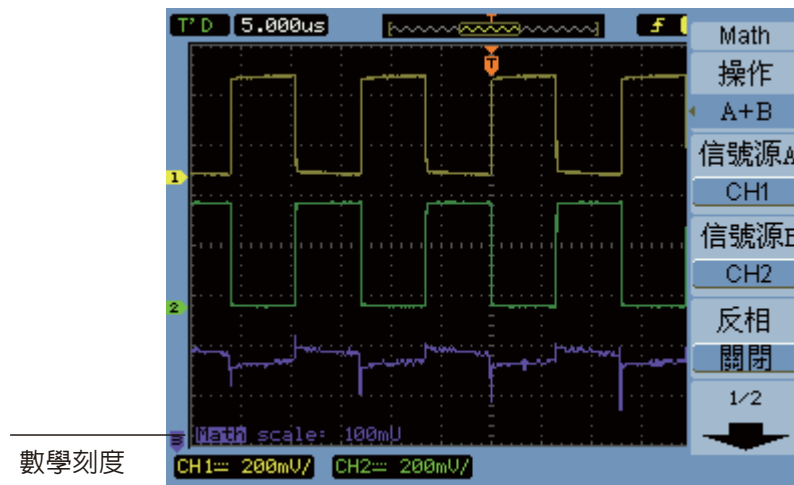 T'D 5.000us
T
Math
操作
A+B
信號源A
CH1
信號源B
CH2
反相
關閉
1/2
T
1
2
Math scale: 100mU
數學刻度
CH1 200mV/ CH2 200mV/